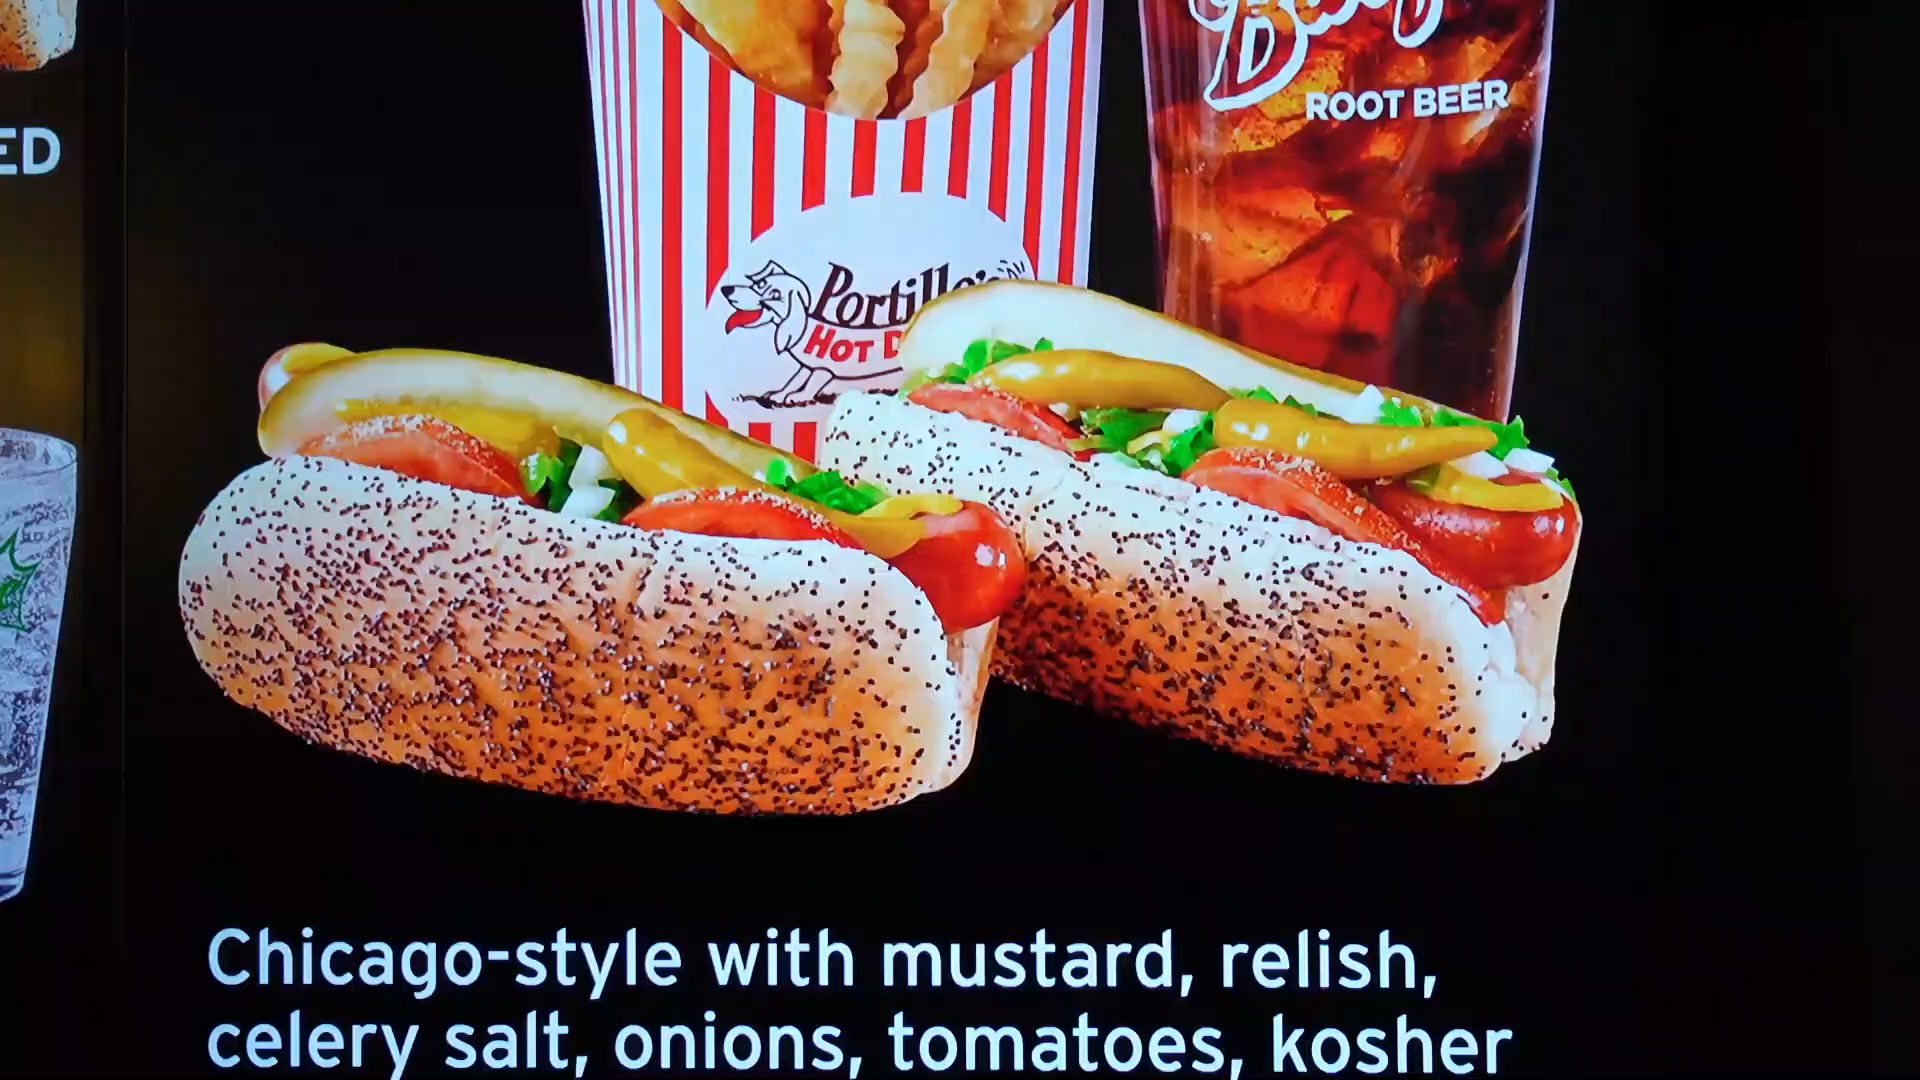 ROOT BEER
ED
Portillo's
HOT
Chicago-style with mustard, relish,
celery salt, onions, tomatoes, kosher